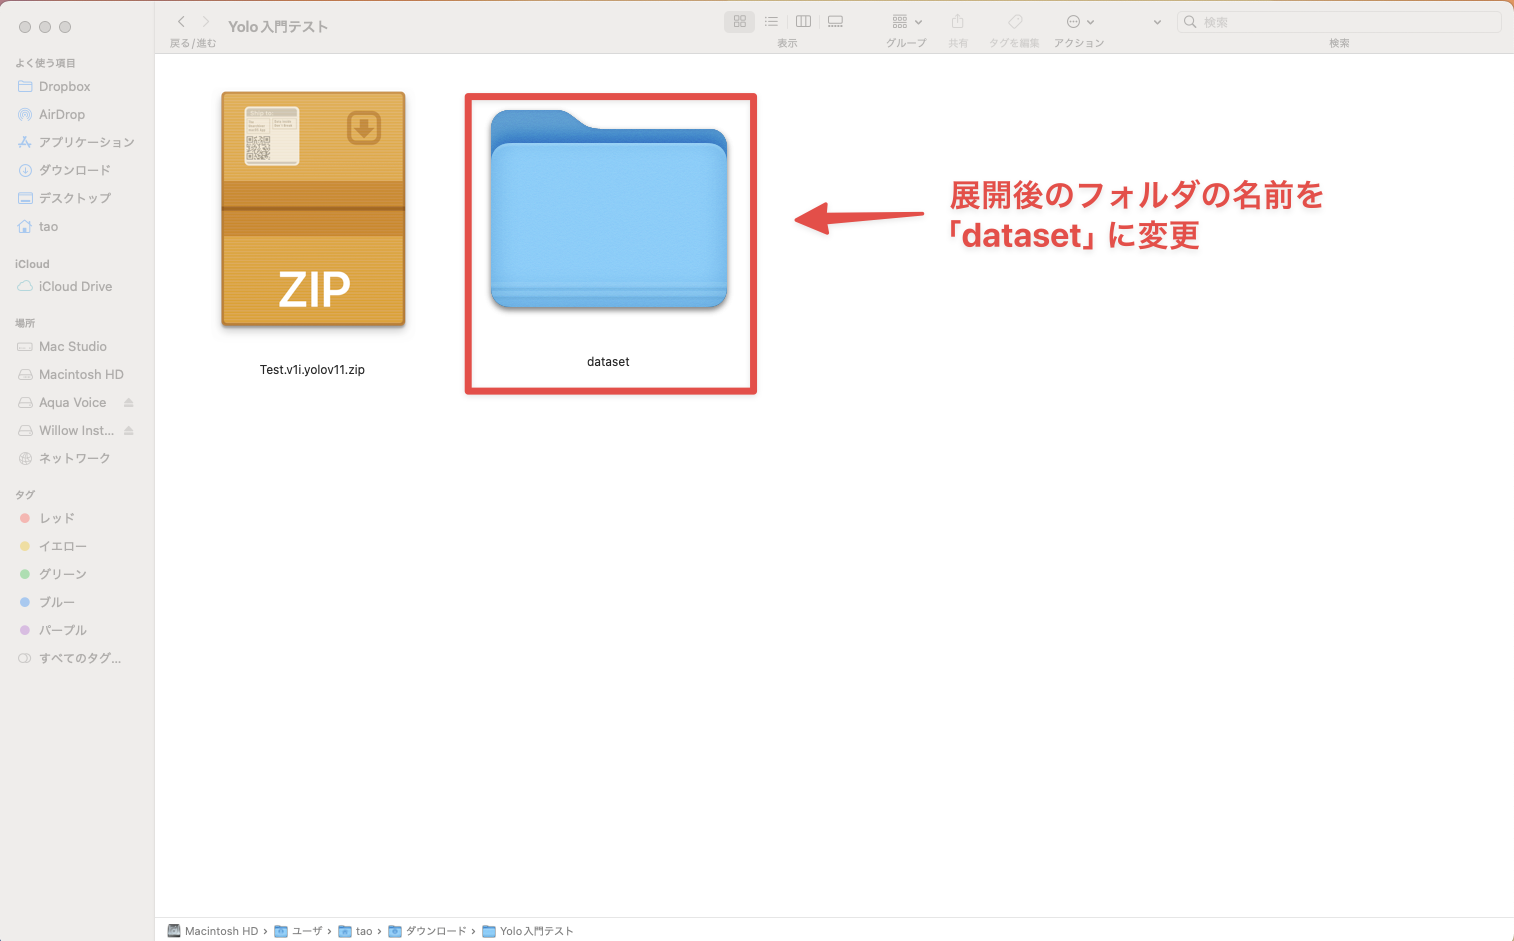 Yolo入門テスト
戻る/進む
表示
グループ
共有
タグを編集
アクション
検索
検索
よく使う項目
Dropbox
AirDrop
アプリケーション
ダウンロード
デスクトップ
tao
iCloud
iCloud Drive
場所
Mac Studio
Macintosh HD
Aqua Voice
Willow Inst...
ネットワーク
タグ
レッド
イエロー
グリーン
ブルー
パープル
すべてのタグ...
ZIP
Test.v1i.yolov11.zip
dataset
展開後のフォルダの名前を
「dataset」に変更
Macintosh HD › ユーザ › tao › ダウンロード › Yolo入門テスト